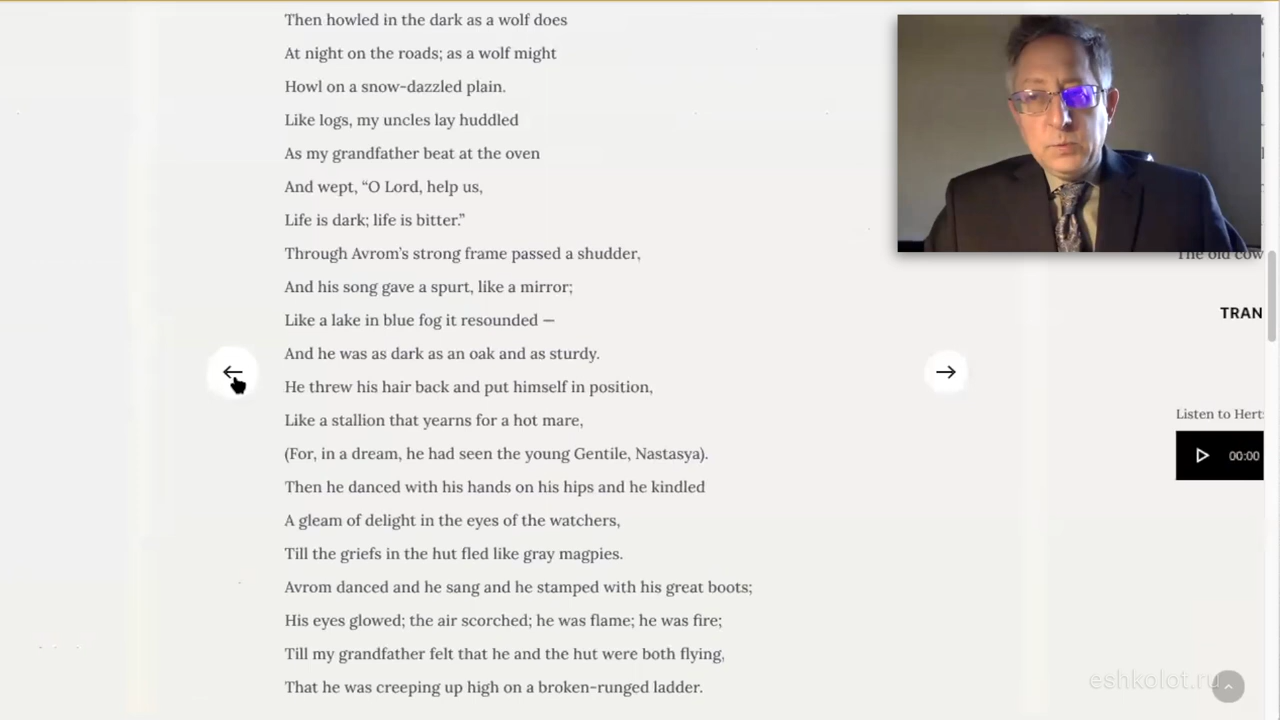 Then howled in the dark as a wolf does
At night on the roads; as a wolf might
Howl on a snow-dazzled plain.
Like logs, my uncles lay huddled
As my grandfather beat at the oven
And wept, “O Lord, help us,
Life is dark; life is bitter.”
Through Avrom’s strong frame passed a shudder,
And his song gave a spurt, like a mirror;
Like a lake in blue fog it resounded —
And he was as dark as an oak and as sturdy.
He threw his hair back and put himself in position,
Like a stallion that yearns for a hot mare,
(For, in a dream, he had seen the young Gentile, Nastasya).
Then he danced with his hands on his hips and he kindled
A gleam of delight in the eyes of the watchers,
Till the griefs in the hut fled like gray magpies.
Avrom danced and he sang and he stamped with his great boots;
His eyes glowed; the air scorched; he was flame; he was fire;
Till my grandfather felt that he and the hut were both flying,
That he was creeping up high on a broken-runged ladder.
The old cow
TRAN
Listen to Herts
00:00
eshkolot.ru